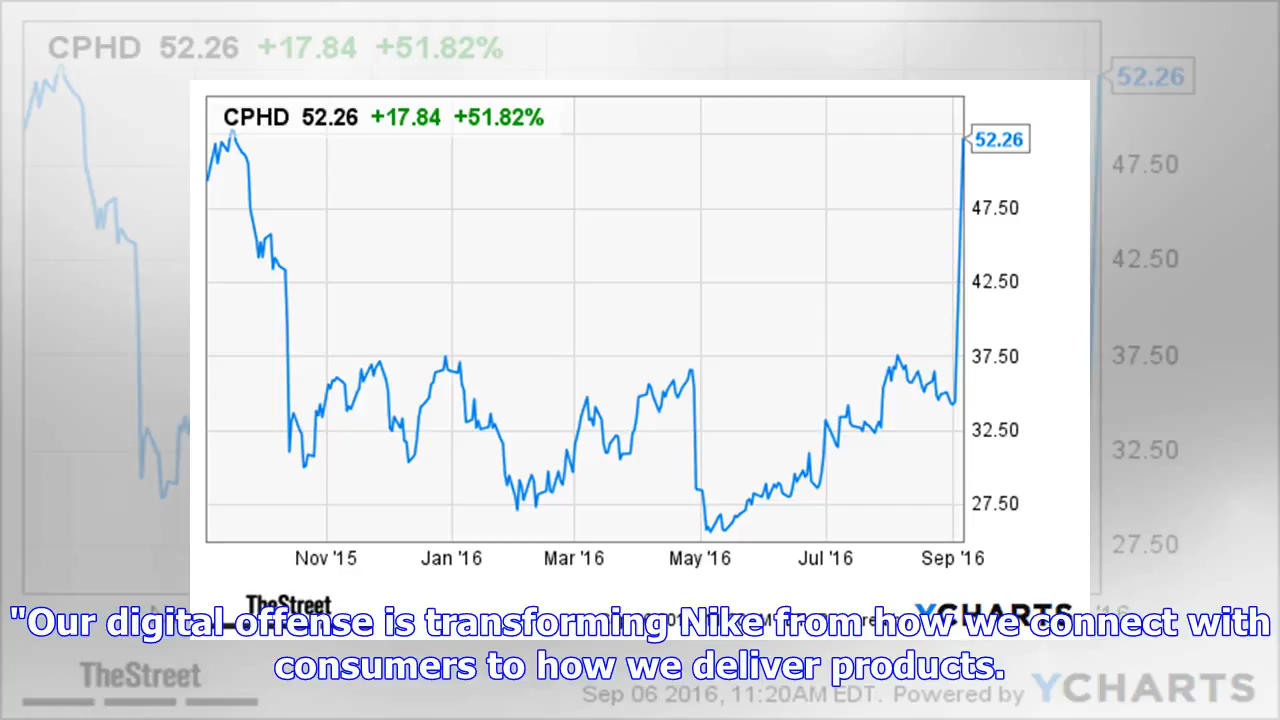 CPHD 52.26 +17.84 +51.82%
52.26
CPHD 52.26 +17.84 +51.82%
52.26
47.50
47.50
42.50
42.50
37.50
37.50
32.50
32.50
27.50
27.50
Nov '15 Jan '16 Mar '16 May '16 Jul '16 Sep '16
TheStreet
YCHARTS
"Our digital offense is transforming Nike from how we connect with
consumers to how we deliver products.
TheStreet
Sep 06 2016, 11:20AM EDT. Powered by YCHARTS